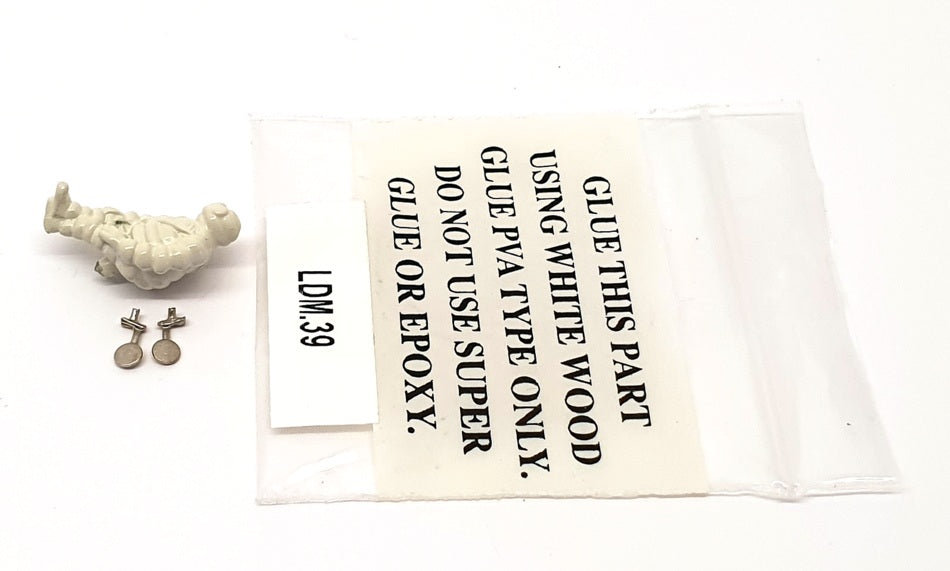 GLUE THIS PART
USING WHITE WOOD
GLUE PVA TYPE ONLY.
DO NOT USE SUPER
GLUE OR EPOXY.
LDM.39